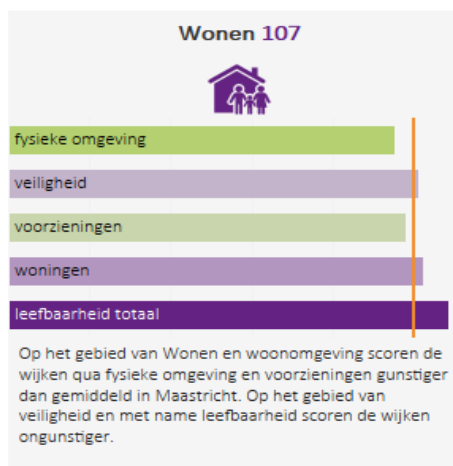 Wonen 107
fysieke omgeving
veiligheid
voorzieningen
woningen
leefbaarheid totaal
Op het gebied van Wonen en woonomgeving scoren de
wijken qua fysieke omgeving en voorzieningen gunstiger
dan gemiddeld in Maastricht. Op het gebied van
veiligheid en met name leefbaarheid scoren de wijken
ongunstiger.